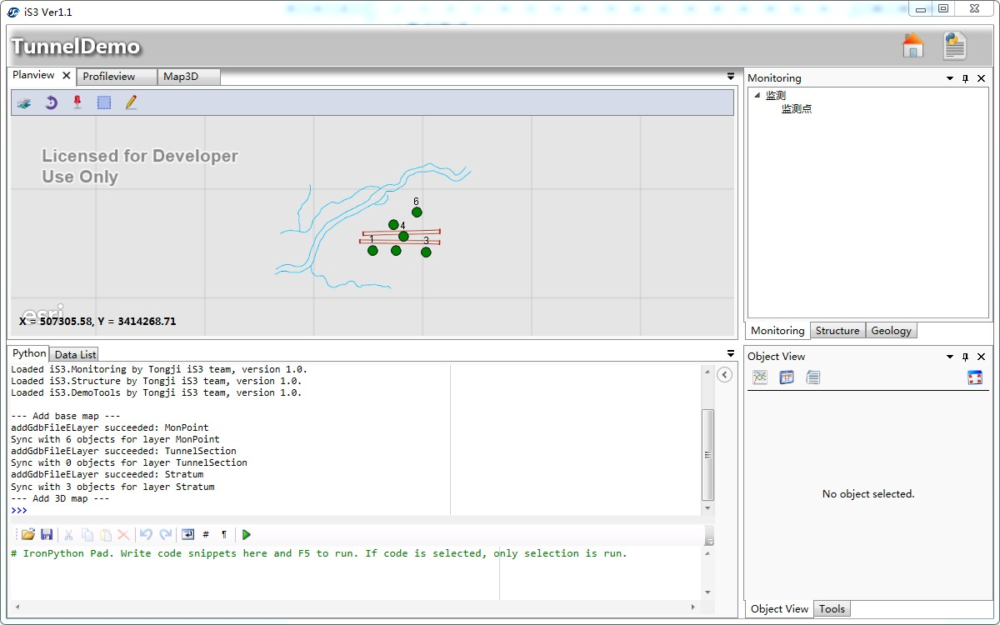 iS3 Ver1.1
TunnelDemo
Planview
Profileview
Map3D
Licensed for Developer
Use Only
6
4
1
3
esri
X = 507305.58, Y = 3414268.71
Monitoring
监测
监测点
Monitoring
Structure
Geology
Python
Data List
Loaded iS3.Monitoring by Tongji iS3 team, version 1.0.
Loaded iS3.Structure by Tongji iS3 team, version 1.0.
Loaded iS3.DemoTools by Tongji iS3 team, version 1.0.
--- Add base map ---
addGdbFileELayer succeeded: MonPoint
Sync with 6 objects for layer MonPoint
addGdbFileELayer succeeded: TunnelSection
Sync with 0 objects for layer TunnelSection
addGdbFileELayer succeeded: Stratum
Sync with 3 objects for layer Stratum
--- Add 3D map ---
>>>
# ¶
# IronPython Pad. Write code snippets here and F5 to run. If code is selected, only selection is run.
Object View
No object selected.
Object View
Tools